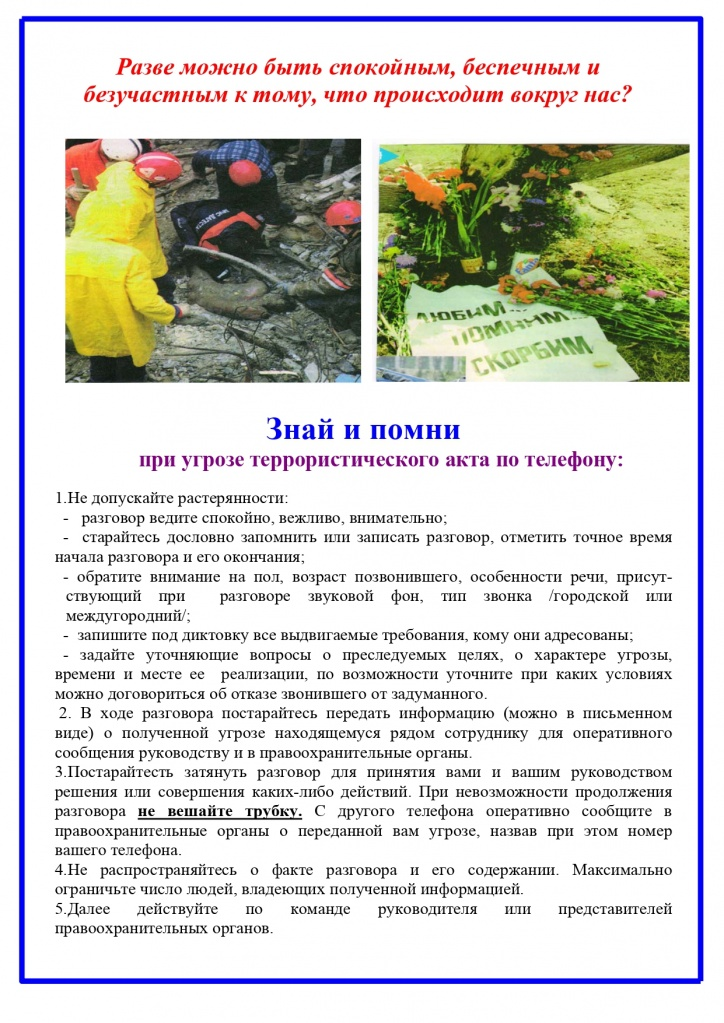 Разве можно быть спокойным, беспечным и
безучастным к тому, что происходит вокруг нас?
ЛЮБИМ...
ПОМНИМ...
СКОРБИМ
Знай и помни
при угрозе террористического акта по телефону:
1.Не допускайте растерянности:
- разговор ведите спокойно, вежливо, внимательно;
- старайтесь дословно запомнить или записать разговор, отметить точное время
начала разговора и его окончания;
- обратите внимание на пол, возраст позвонившего, особенности речи, присут-
ствующий при разговоре звуковой фон, тип звонка /городской или
междугородний/;
- запишите под диктовку все выдвигаемые требования, кому они адресованы;
- задайте уточняющие вопросы о преследуемых целях, о характере угрозы,
времени и месте ее реализации, по возможности уточните при каких условиях
можно договориться об отказе звонившего от задуманного.
2. В ходе разговора постарайтесь передать информацию (можно в письменном
виде) о полученной угрозе находящемуся рядом сотруднику для оперативного
сообщения руководству и в правоохранительные органы.
3.Постарайтесть затянуть разговор для принятия вами и вашим руководством
решения или совершения каких-либо действий. При невозможности продолжения
разговора не вешайте трубку. С другого телефона оперативно сообщите в
правоохранительные органы о переданной вам угрозе, назвав при этом номер
вашего телефона.
4.Не распространяйтесь о факте разговора и его содержании. Максимально
ограничьте число людей, владеющих полученной информацией.
5.Далее действуйте по команде руководителя или представителей
правоохранительных органов.